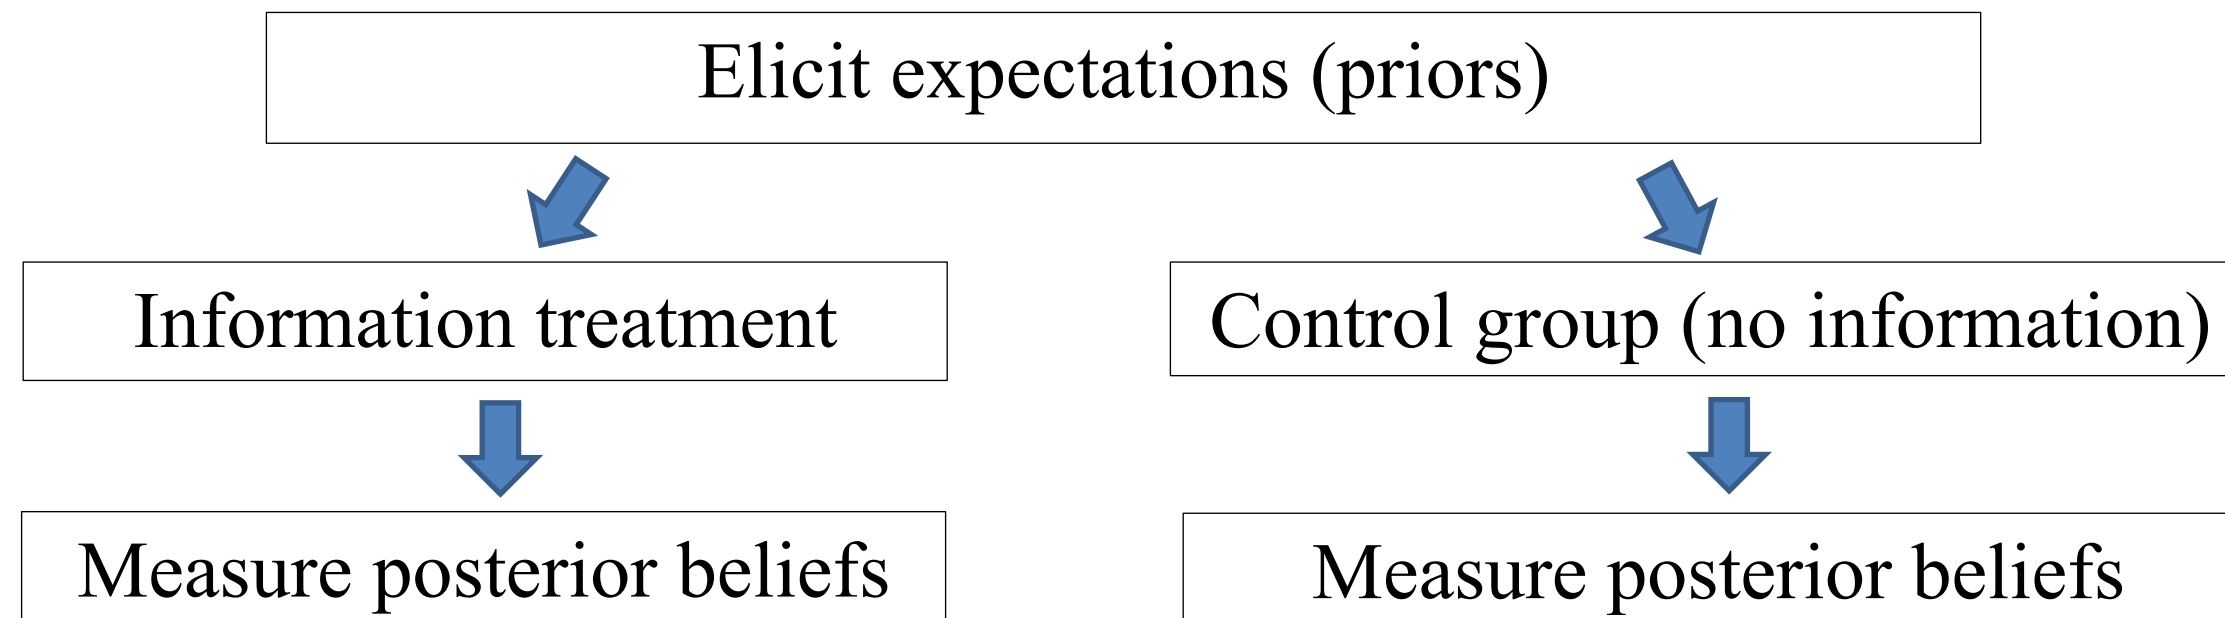 Elicit expectations (priors)
Information treatment
Control group (no information)
Measure posterior beliefs
Measure posterior beliefs